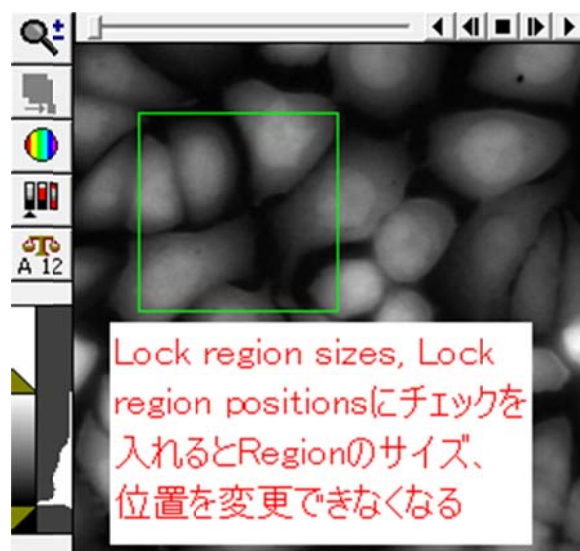 A 12
Lock region sizes, Lock
region positionsにチェックを
入れるとRegionのサイズ、
位置を変更できなくなる